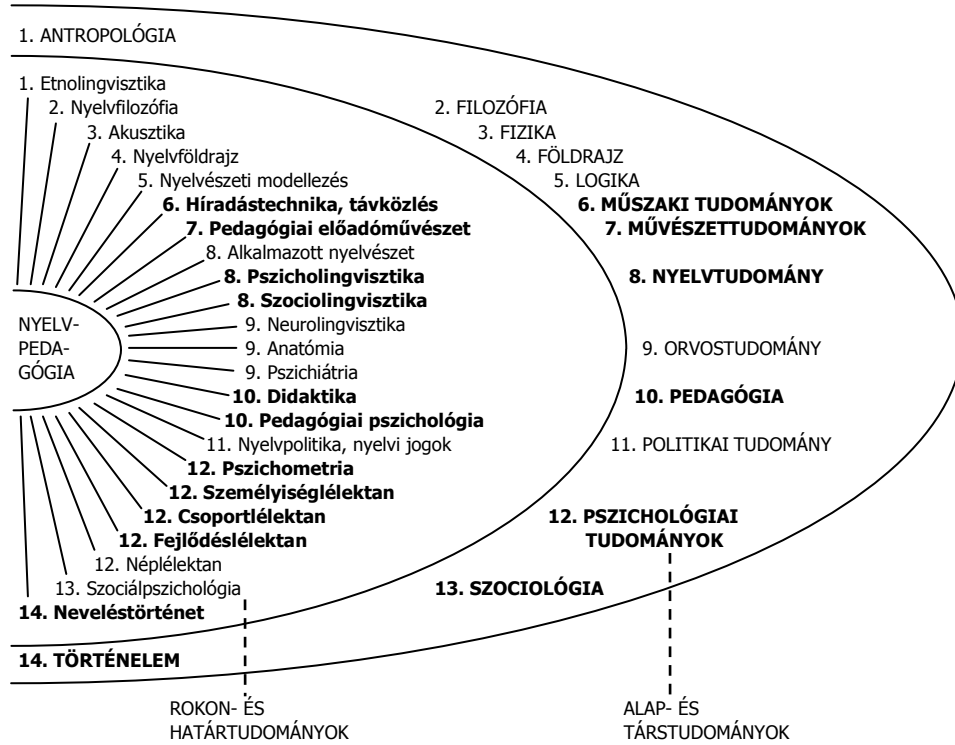 1. ANTROPOLÓGIA
1. Etnolingvisztika
2. Nyelvfilozófia
3. Akusztika
4. Nyelvföldrajz
5. Nyelvészeti modellezés
6. Híradástechnika, távközlés
7. Pedagógiai előadóművészet
8. Alkalmazott nyelvészet
8. Pszicholingvisztika
8. Szociolingvisztika
9. Neurolingvisztika
9. Anatómia
9. Pszichiátria
10. Didaktika
10. Pedagógiai pszichológia
11. Nyelvpolitika, nyelvi jogok
12. Pszichometria
12. Személyiséglélektan
12. Csoportlélektan
12. Fejlődéslélektan
12. Néplélektan
13. Szociálpszichológia
14. Neveléstörténet
NYELV-
PEDA-
GÓGIA
2. FILOZÓFIA
3. FIZIKA
4. FÖLDRAJZ
5. LOGIKA
6. MŰSZAKI TUDOMÁNYOK
7. MŰVÉSZETTUDOMÁNYOK
8. NYELVTUDOMÁNY
9. ORVOSTUDOMÁNY
10. PEDAGÓGIA
11. POLITIKAI TUDOMÁNY
12. PSZICHOLÓGIAI
TUDOMÁNYOK
13. SZOCIOLÓGIA
14. TÖRTÉNELEM
ROKON- ÉS
HATÁRTUDOMÁNYOK
ALAP- ÉS
TÁRSTUDOMÁNYOK